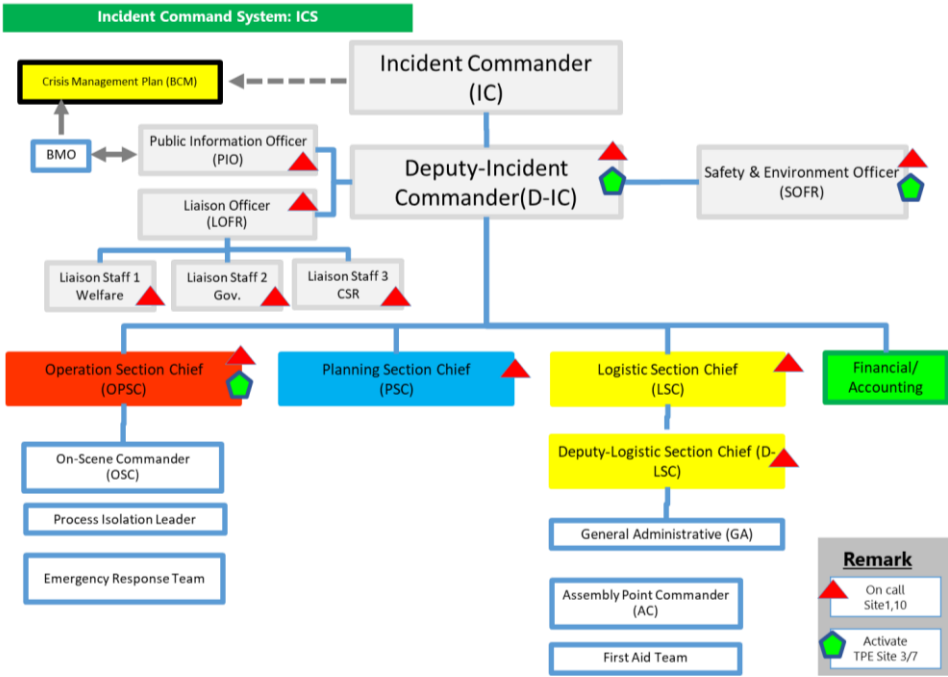 Incident Command System: ICS
Incident Commander
(IC)
Crisis Management Plan (BCM)
BMO
Public Information Officer
(PIO)
Deputy-Incident
Commander(D-IC)
Safety & Environment Officer
(SOFR)
Liaison Officer
(LOFR)
Liaison Staff 1
Welfare
Liaison Staff 2
Gov.
Liaison Staff 3
CSR
Operation Section Chief
(OPSC)
Planning Section Chief
(PSC)
Logistic Section Chief
(LSC)
Financial/
Accounting
On-Scene Commander
(OSC)
Process Isolation Leader
Emergency Response Team
Deputy-Logistic Section Chief (D-
LSC)
General Administrative (GA)
Assembly Point Commander
(AC)
First Aid Team
Remark
On call
Site1,10
Activate
TPE Site 3/7